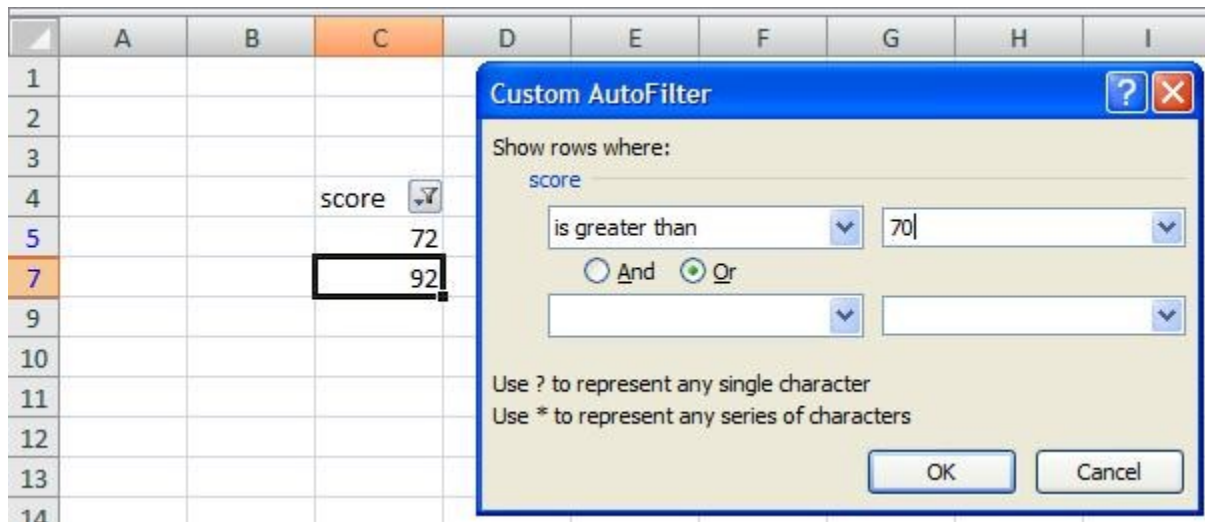 A B C D E F G H I
1
2
3
4 score
5 72
7 92
9
10
11
12
13
14
Custom AutoFilter ?
Show rows where:
score
is greater than 70
And Or
Use ? to represent any single character
Use * to represent any series of characters
OK Cancel